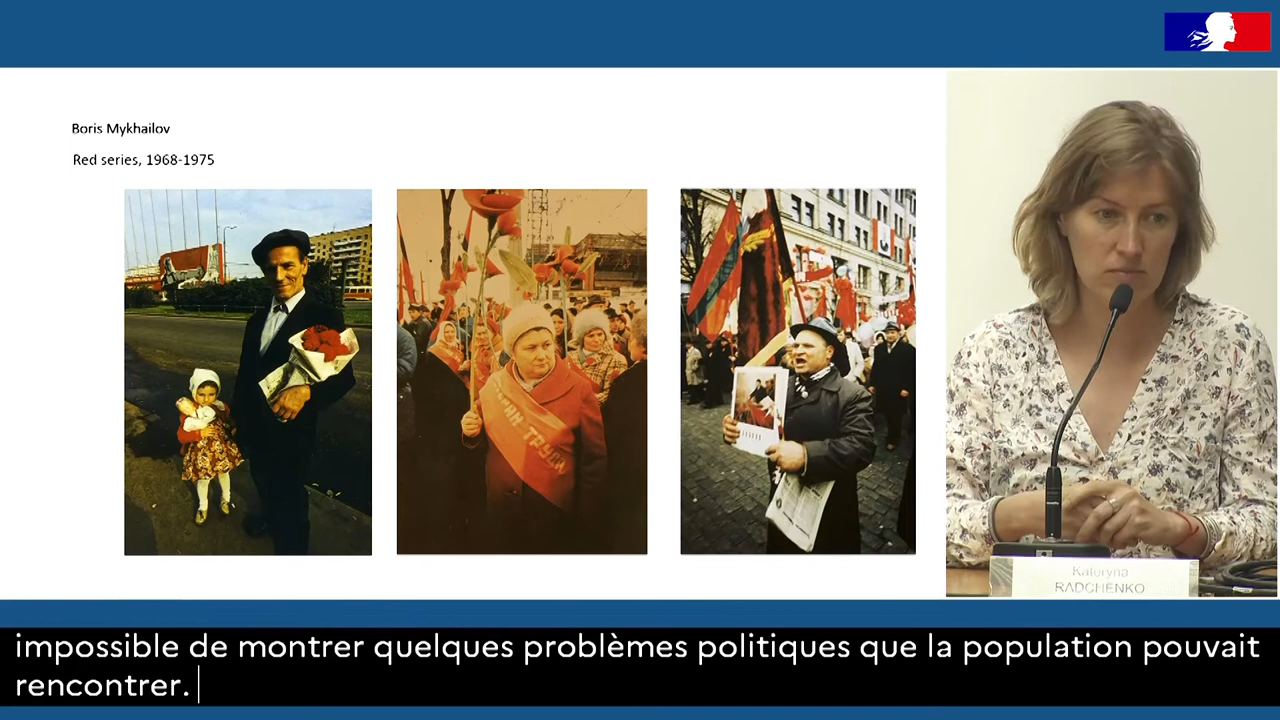 Boris Mykhailov
Red series, 1968-1975
Kateryna
RADCHENKO
impossible de montrer quelques problèmes politiques que la population pouvait
rencontrer.